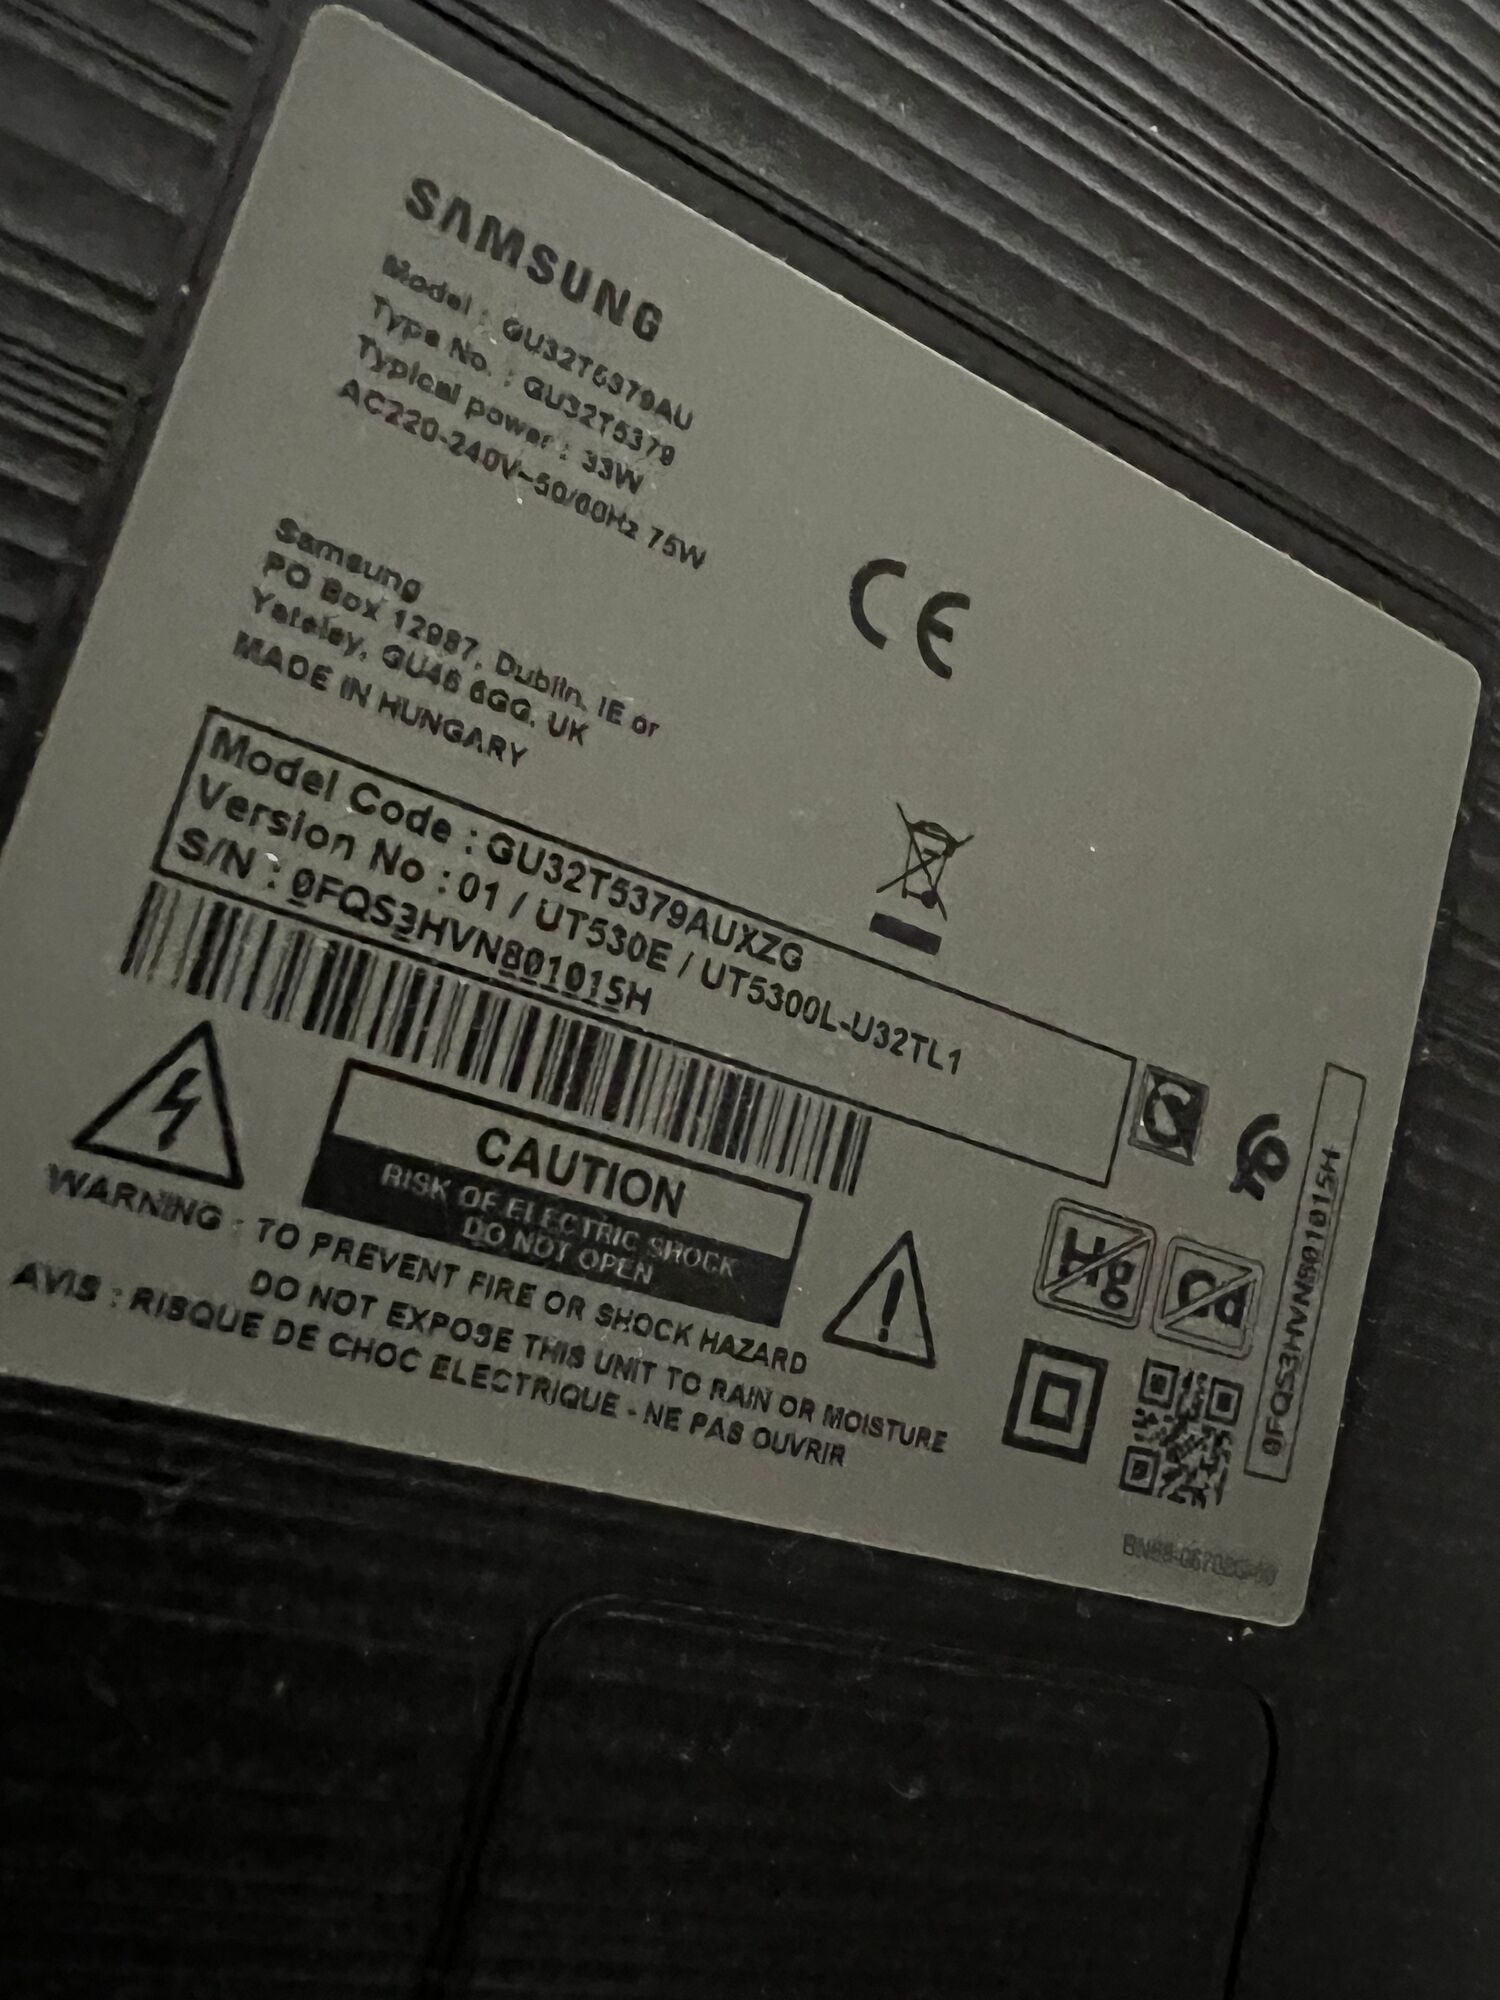 SAMSUNG
Model : GU32T5379AU
Type No. : GU32T5379
Typical power : 33W
AC220-240V~50/60Hz 75W
Samsung
PO Box 12987, Dublin, IE or
Yateley, GU46 6GG, UK
MADE IN HUNGARY
CE
Model Code : GU32T5379AUXZG
Version No : 01 / UT530E / UT5300L-U32TL1
S/N : 0FQS3HVN801015H
CAUTION
RISK OF ELECTRIC SHOCK
DO NOT OPEN
WARNING : TO PREVENT FIRE OR SHOCK HAZARD
DO NOT EXPOSE THIS UNIT TO RAIN OR MOISTURE
AVIS : RISQUE DE CHOC ELECTRIQUE - NE PAS OUVRIR
Hg
Pb
0FQS3HVN801015H